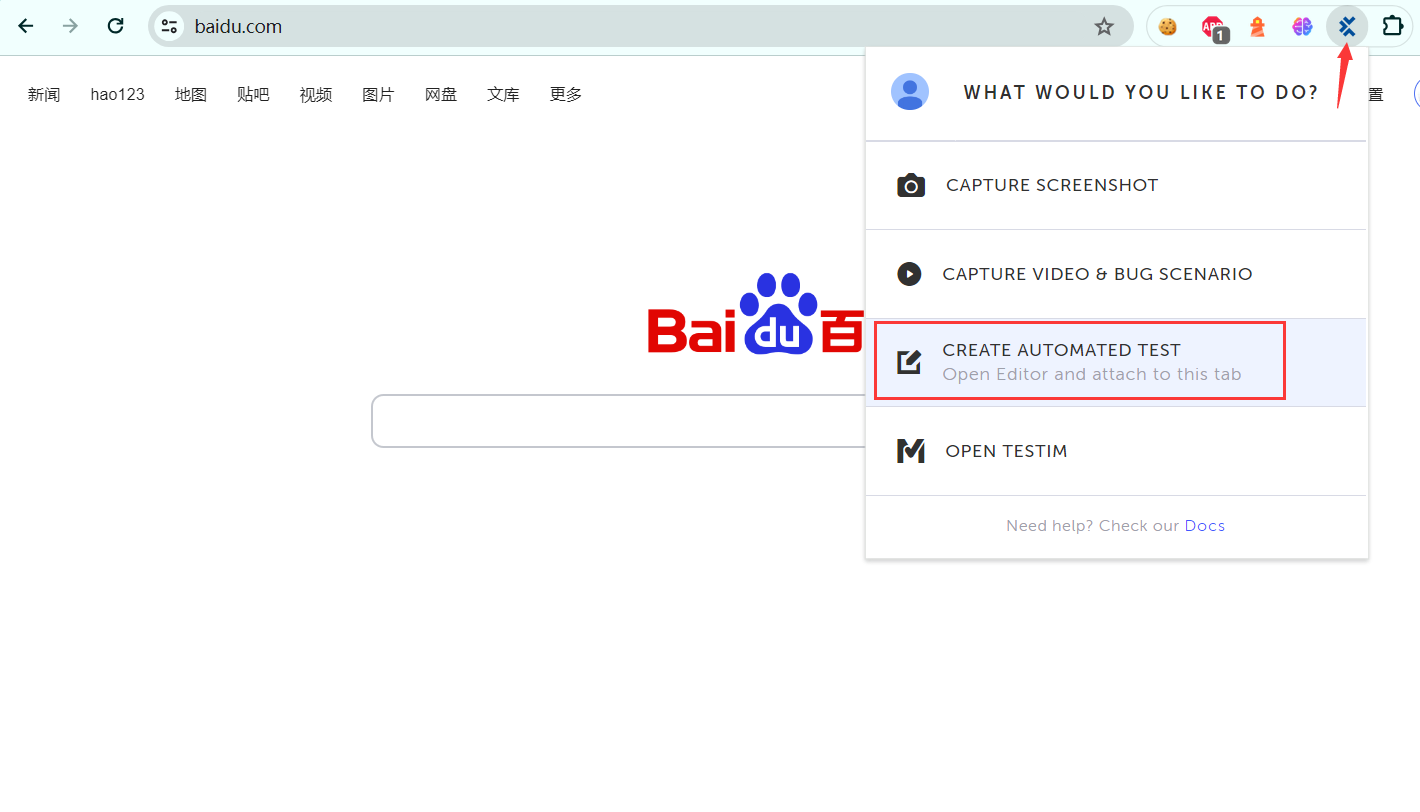 baidu.com
ABP
1
新闻 hao123 地图 贴吧 视频 图片 网盘 文库 更多
置
WHAT WOULD YOU LIKE TO DO?
CAPTURE SCREENSHOT
CAPTURE VIDEO & BUG SCENARIO
Bai du 百
CREATE AUTOMATED TEST
Open Editor and attach to this tab
OPEN TESTIM
Need help? Check our Docs